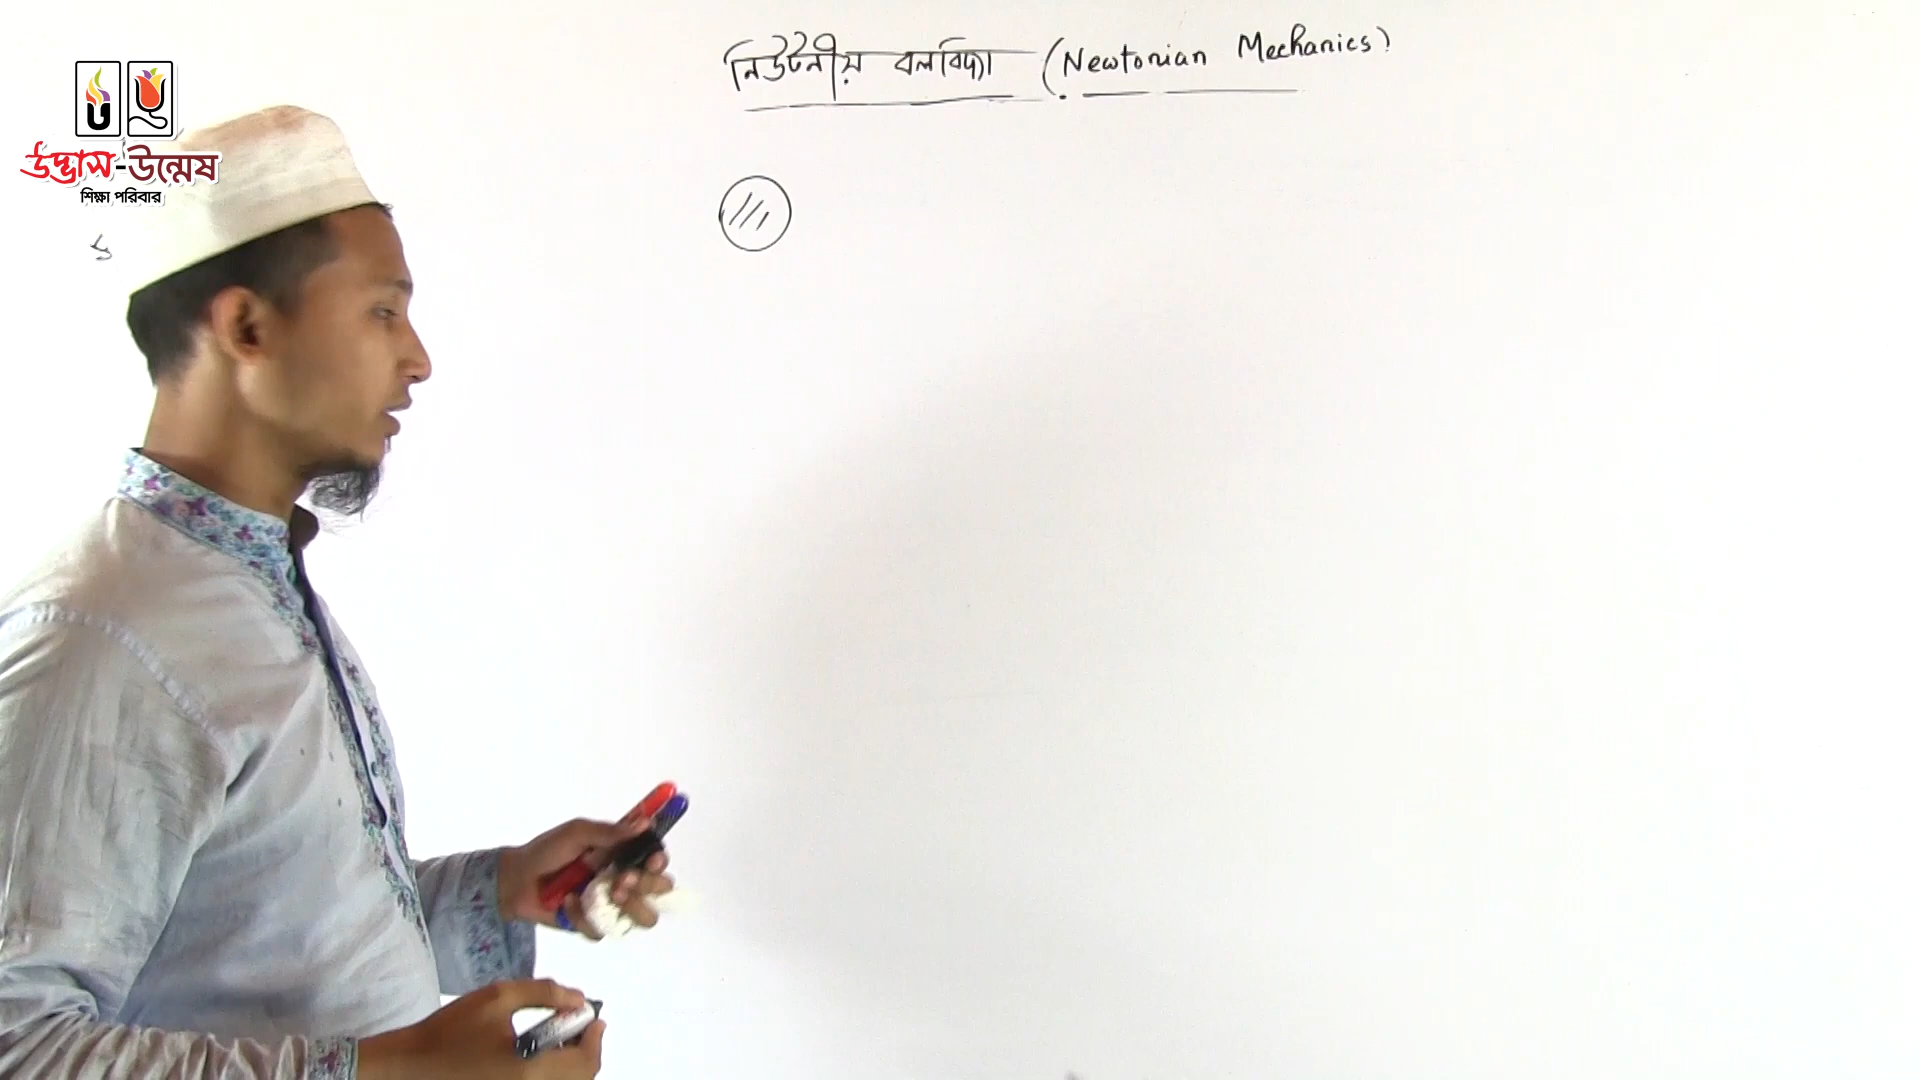 নিউটনীয় বলবিদ্যা (Newtonian Mechanics)
উদ্ভাস-উন্মেষ
শিক্ষা পরিবার